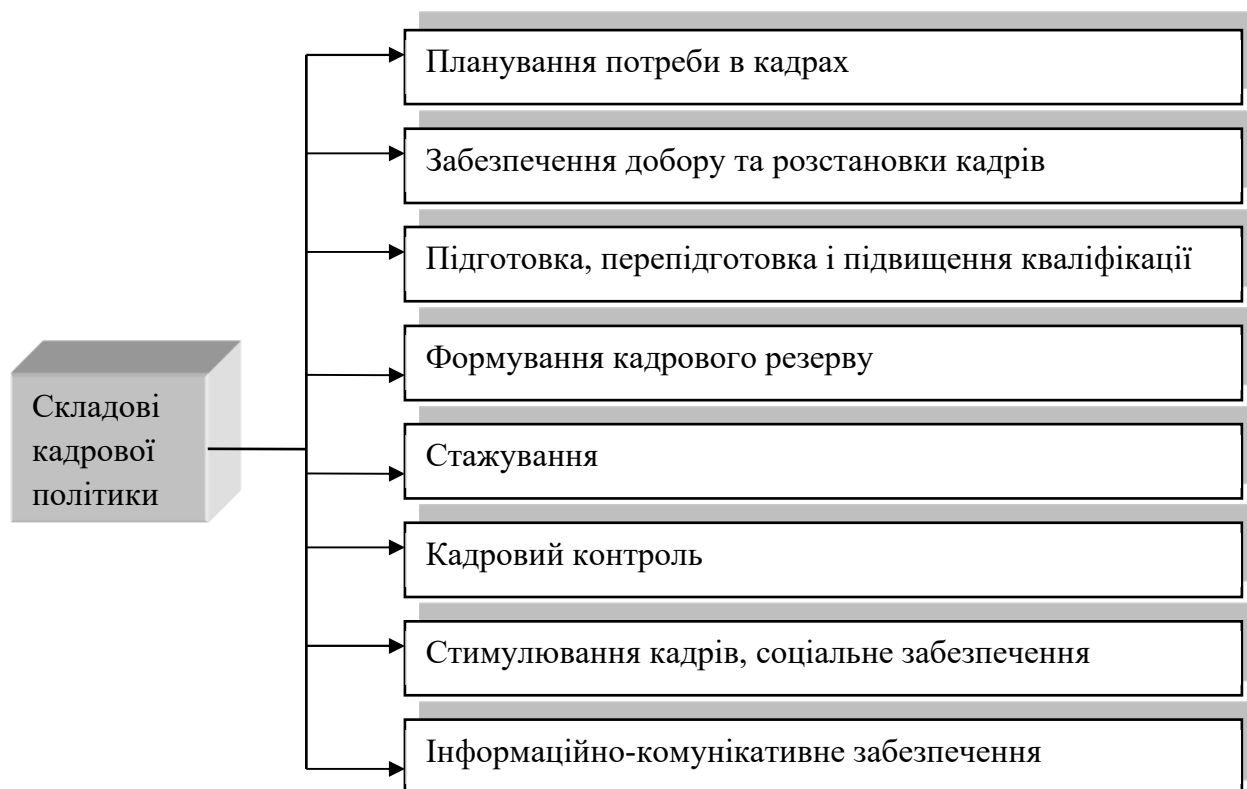 Планування потреби в кадрах
Забезпечення добору та розстановки кадрів
Підготовка, перепідготовка і підвищення кваліфікації
Формування кадрового резерву
Складові
кадрової
політики
Стажування
Кадровий контроль
Стимулювання кадрів, соціальне забезпечення
Інформаційно-комунікативне забезпечення